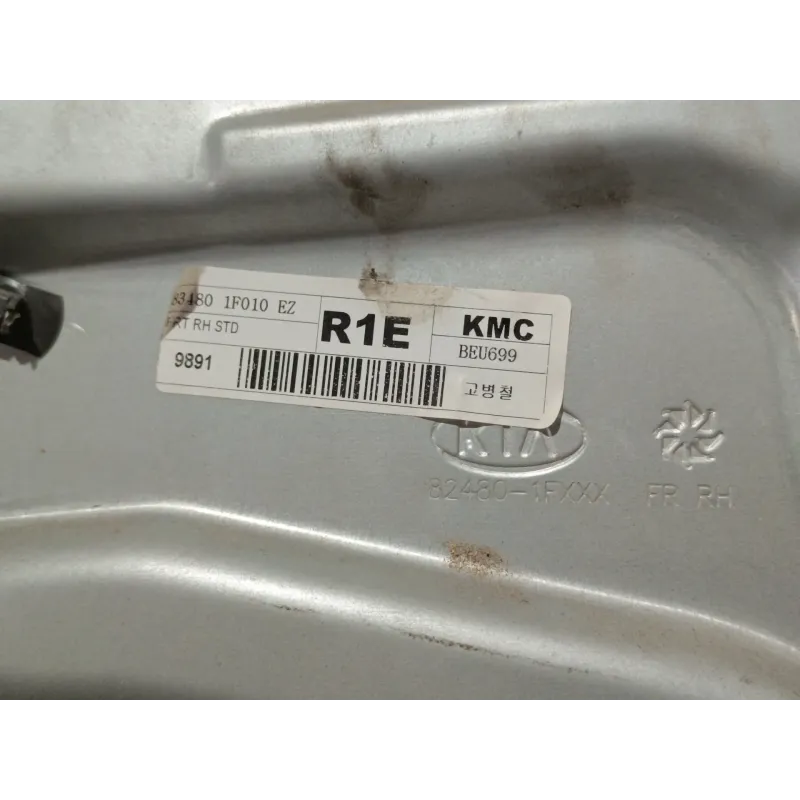 83480 1F010 EZ
FRT RH STD
R1E
KMC
BEU699
9891
고병철
KIA
82480-1FXXX FR RH